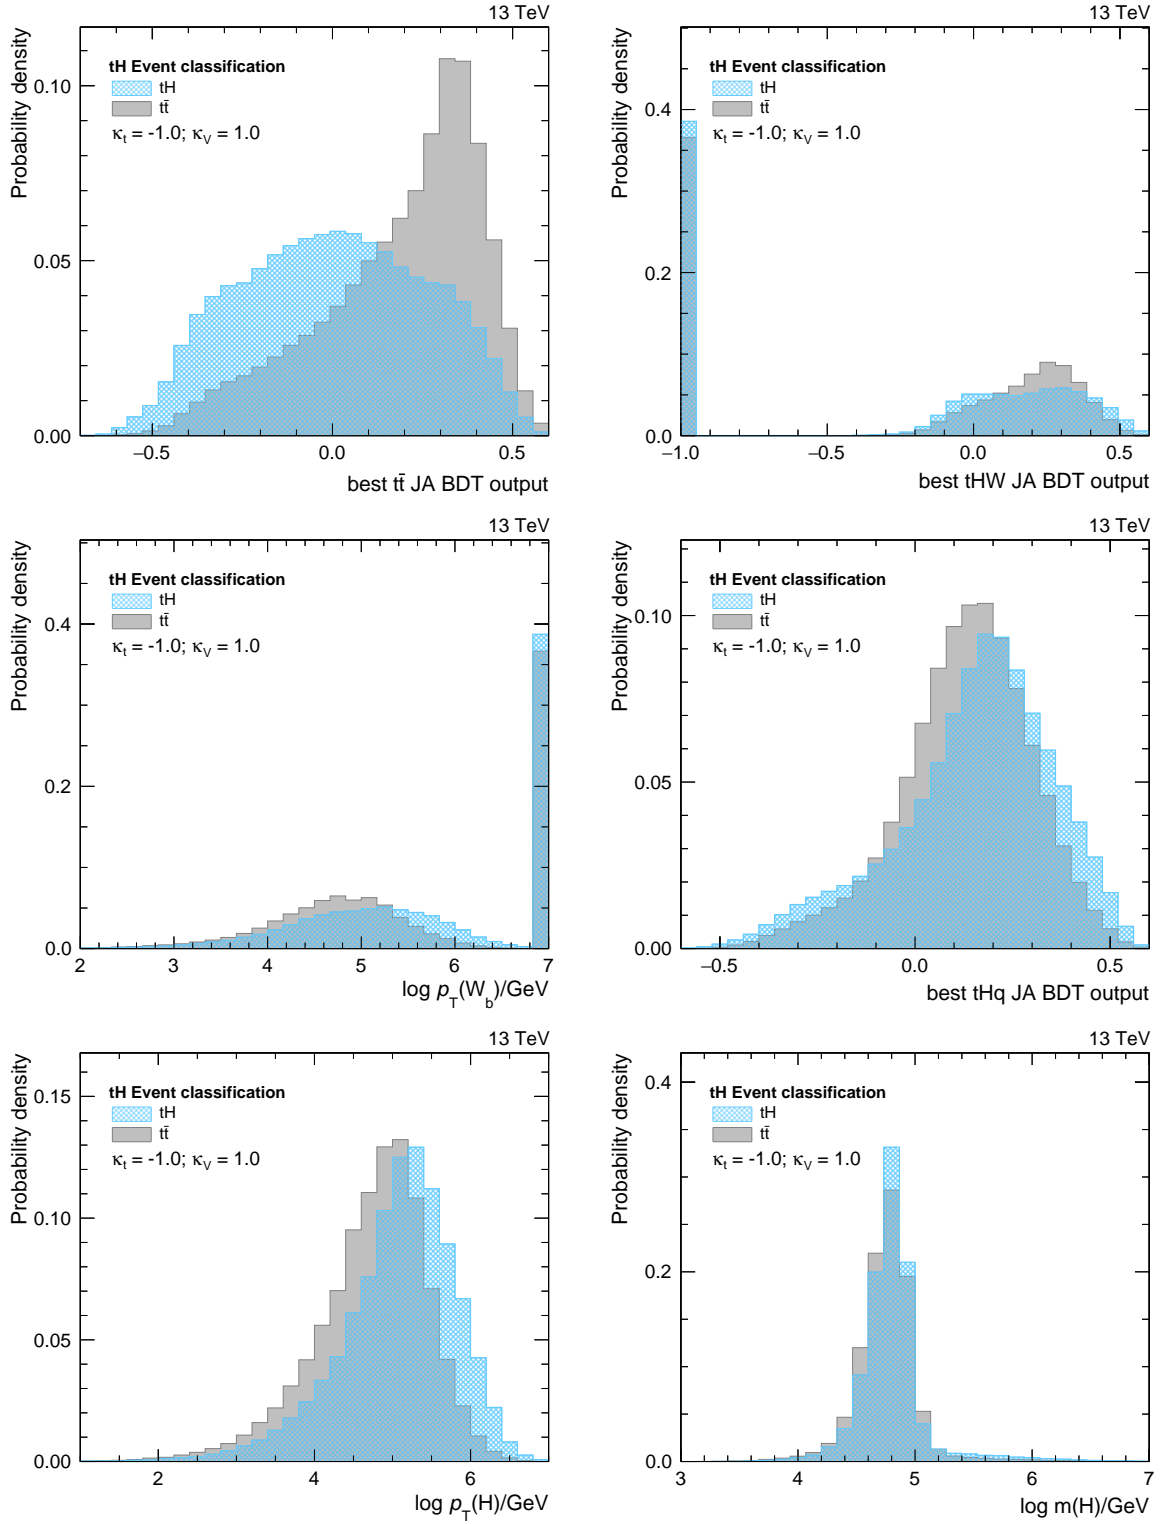 13 TeV
Probability density
0.10
0.05
0.00
tH Event classification
tH
tt̄
κt = -1.0; κV = 1.0
−0.5 0.0 0.5
best tt̄ JA BDT output
13 TeV
Probability density
0.4
0.2
0.0
tH Event classification
tH
tt̄
κt = -1.0; κV = 1.0
−1.0 −0.5 0.0 0.5
best tHW JA BDT output
13 TeV
Probability density
0.4
0.2
0.0
tH Event classification
tH
tt̄
κt = -1.0; κV = 1.0
2 3 4 5 6 7
log pT(Wb)/GeV
13 TeV
Probability density
0.10
0.05
0.00
tH Event classification
tH
tt̄
κt = -1.0; κV = 1.0
−0.5 0.0 0.5
best tHq JA BDT output
13 TeV
Probability density
0.15
0.10
0.05
0.00
tH Event classification
tH
tt̄
κt = -1.0; κV = 1.0
2 4 6
log pT(H)/GeV
13 TeV
Probability density
0.4
0.2
0.0
tH Event classification
tH
tt̄
κt = -1.0; κV = 1.0
3 4 5 6 7
log m(H)/GeV